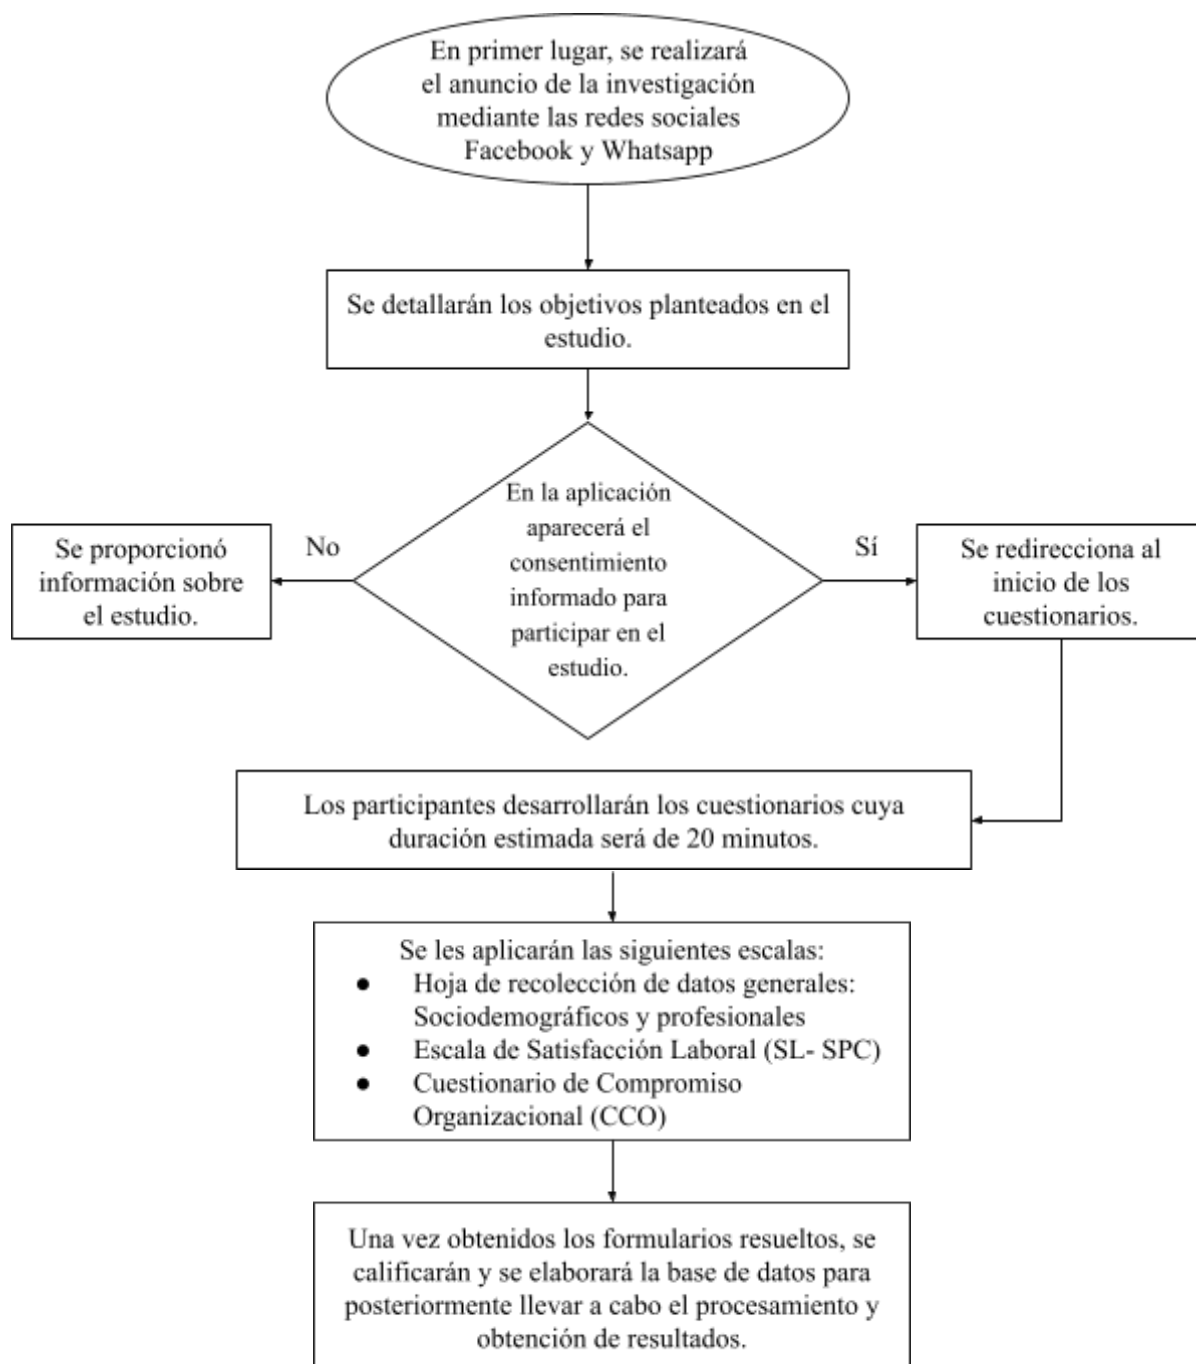 En primer lugar, se realizará
el anuncio de la investigación
mediante las redes sociales
Facebook y Whatsapp
Se detallarán los objetivos planteados en el
estudio.
En la aplicación
aparecerá el
consentimiento
informado para
participar en el
estudio.
No
Se proporcionó
información sobre
el estudio.
Sí
Se redirecciona al
inicio de los
cuestionarios.
Los participantes desarrollarán los cuestionarios cuya
duración estimada será de 20 minutos.
Se les aplicarán las siguientes escalas:
● Hoja de recolección de datos generales:
Sociodemográficos y profesionales
● Escala de Satisfacción Laboral (SL- SPC)
● Cuestionario de Compromiso
Organizacional (CCO)
Una vez obtenidos los formularios resueltos, se
calificarán y se elaborará la base de datos para
posteriormente llevar a cabo el procesamiento y
obtención de resultados.